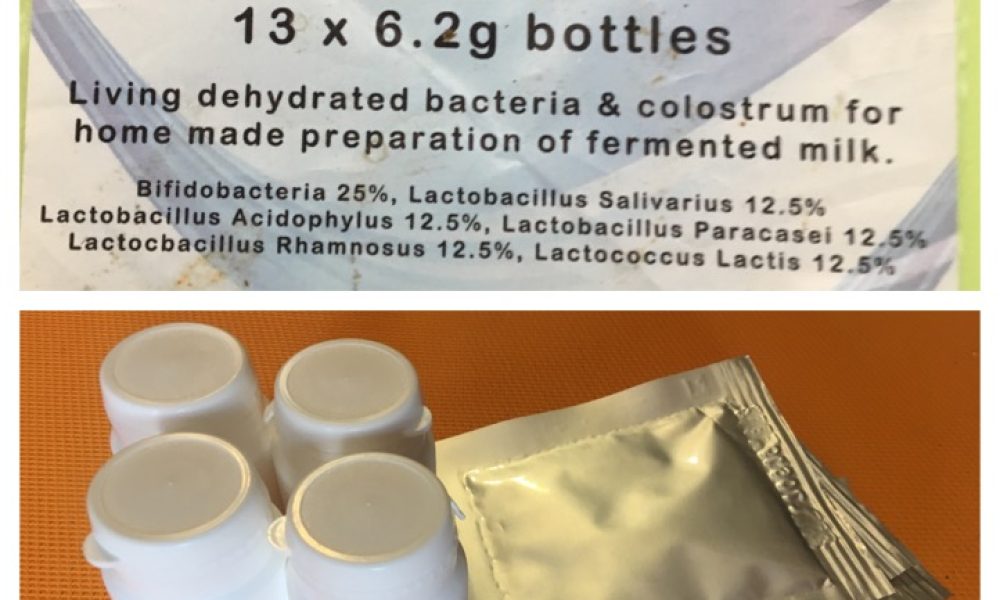 13 x 6.2g bottles
Living dehydrated bacteria & colostrum for
home made preparation of fermented milk.
Bifidobacteria 25%, Lactobacillus Salivarius 12.5%
Lactobacillus Acidophylus 12.5%, Lactobacillus Paracasei 12.5%
Lactocbacillus Rhamnosus 12.5%, Lactococcus Lactis 12.5%